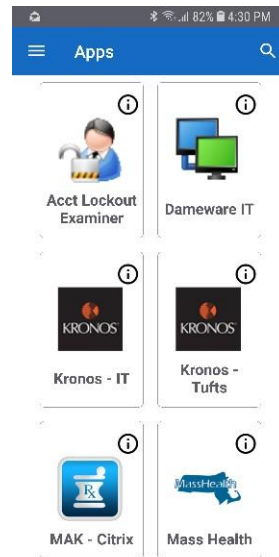 82% 4:30 PM
Apps
Acct Lockout
Examiner
Dameware IT
KRONOS
KRONOS
Kronos - IT
Kronos -
Tufts
Rx
MassHealth
MAK - Citrix
Mass Health